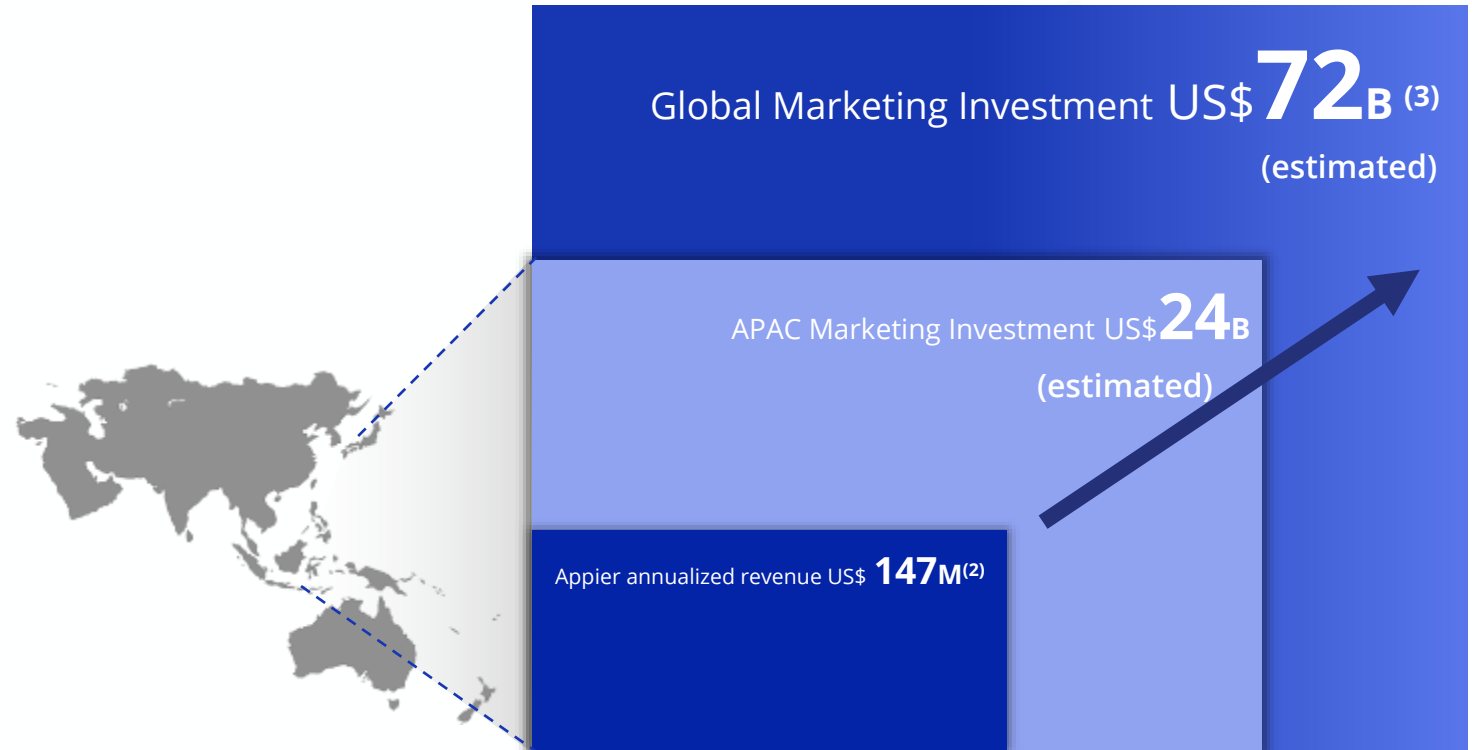 Global Marketing Investment US$72B (3)
(estimated)
APAC Marketing Investment US$24B
(estimated)
Appier annualized revenue US$ 147M(2)